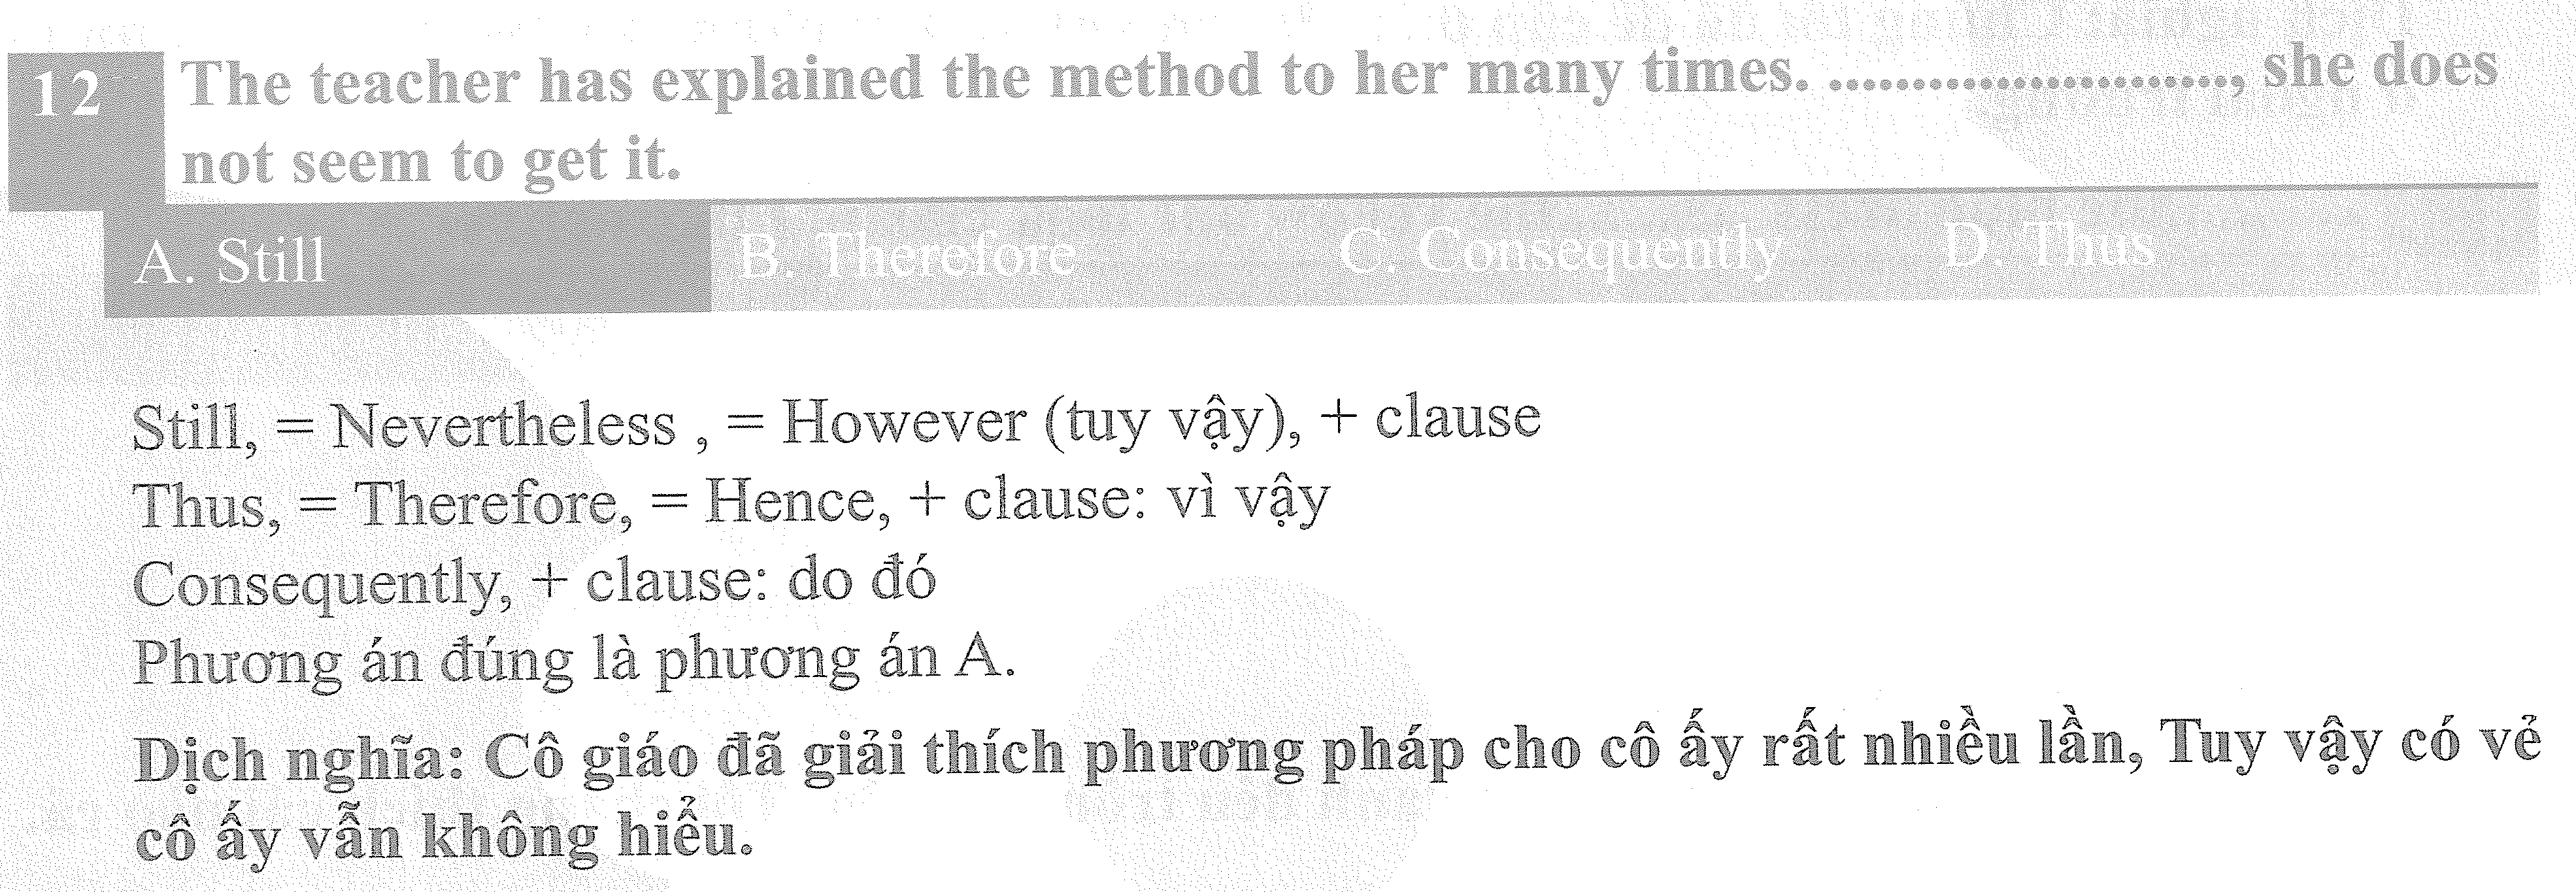 12 The teacher has explained the method to her many times. ............................, she does
not seem to get it.
A. Still B. Therefore C. Consequently D. Thus
Still, = Nevertheless , = However (tuy vậy), + clause
Thus, = Therefore, = Hence, + clause: vì vậy
Consequently, + clause: do đó
Phương án đúng là phương án A.
Dịch nghĩa: Cô giáo đã giải thích phương pháp cho cô ấy rất nhiều lần, Tuy vậy có vẻ
cô ấy vẫn không hiểu.